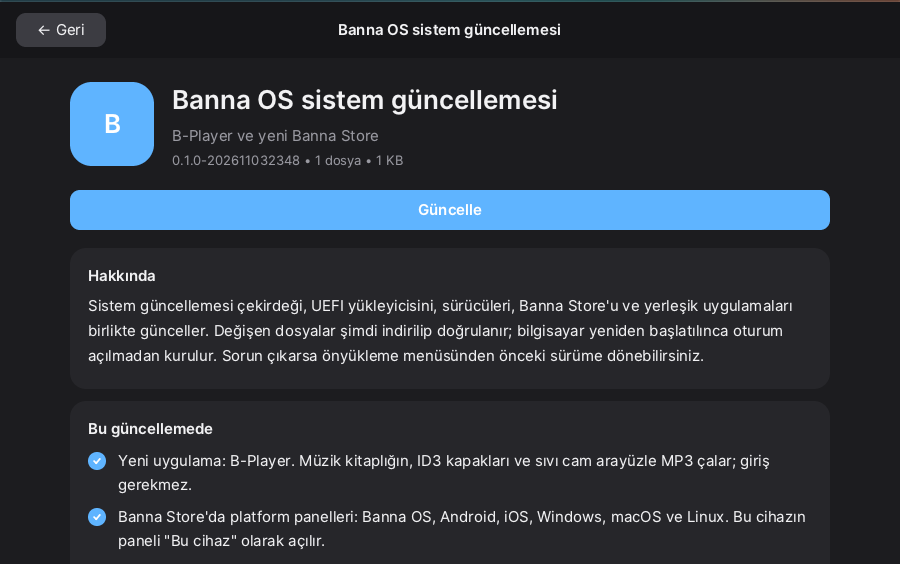 ← Geri
Banna OS sistem güncellemesi
B
Banna OS sistem güncellemesi
B-Player ve yeni Banna Store
0.1.0-202611032348 • 1 dosya • 1 KB
Güncelle
Hakkında
Sistem güncellemesi çekirdeği, UEFI yükleyicisini, sürücüleri, Banna Store'u ve yerleşik uygulamaları
birlikte günceller. Değişen dosyalar şimdi indirilip doğrulanır; bilgisayar yeniden başlatılınca oturum
açılmadan kurulur. Sorun çıkarsa önyükleme menüsünden önceki sürüme dönebilirsiniz.
Bu güncellemede
Yeni uygulama: B-Player. Müzik kitaplığın, ID3 kapakları ve sıvı cam arayüzle MP3 çalar; giriş
gerekmez.
Banna Store'da platform panelleri: Banna OS, Android, iOS, Windows, macOS ve Linux. Bu cihazın
paneli "Bu cihaz" olarak açılır.